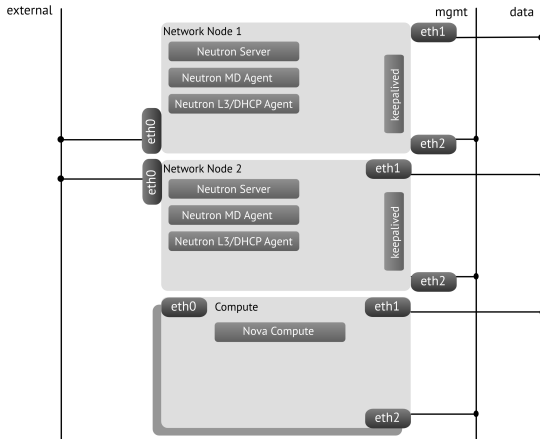 external
mgmt
data
Network Node 1
eth1
Neutron Server
Neutron MD Agent
Neutron L3/DHCP Agent
keepalived
eth0
eth2
Network Node 2
eth1
eth0
Neutron Server
Neutron MD Agent
Neutron L3/DHCP Agent
keepalived
eth2
eth0
Compute
eth1
Nova Compute
eth2